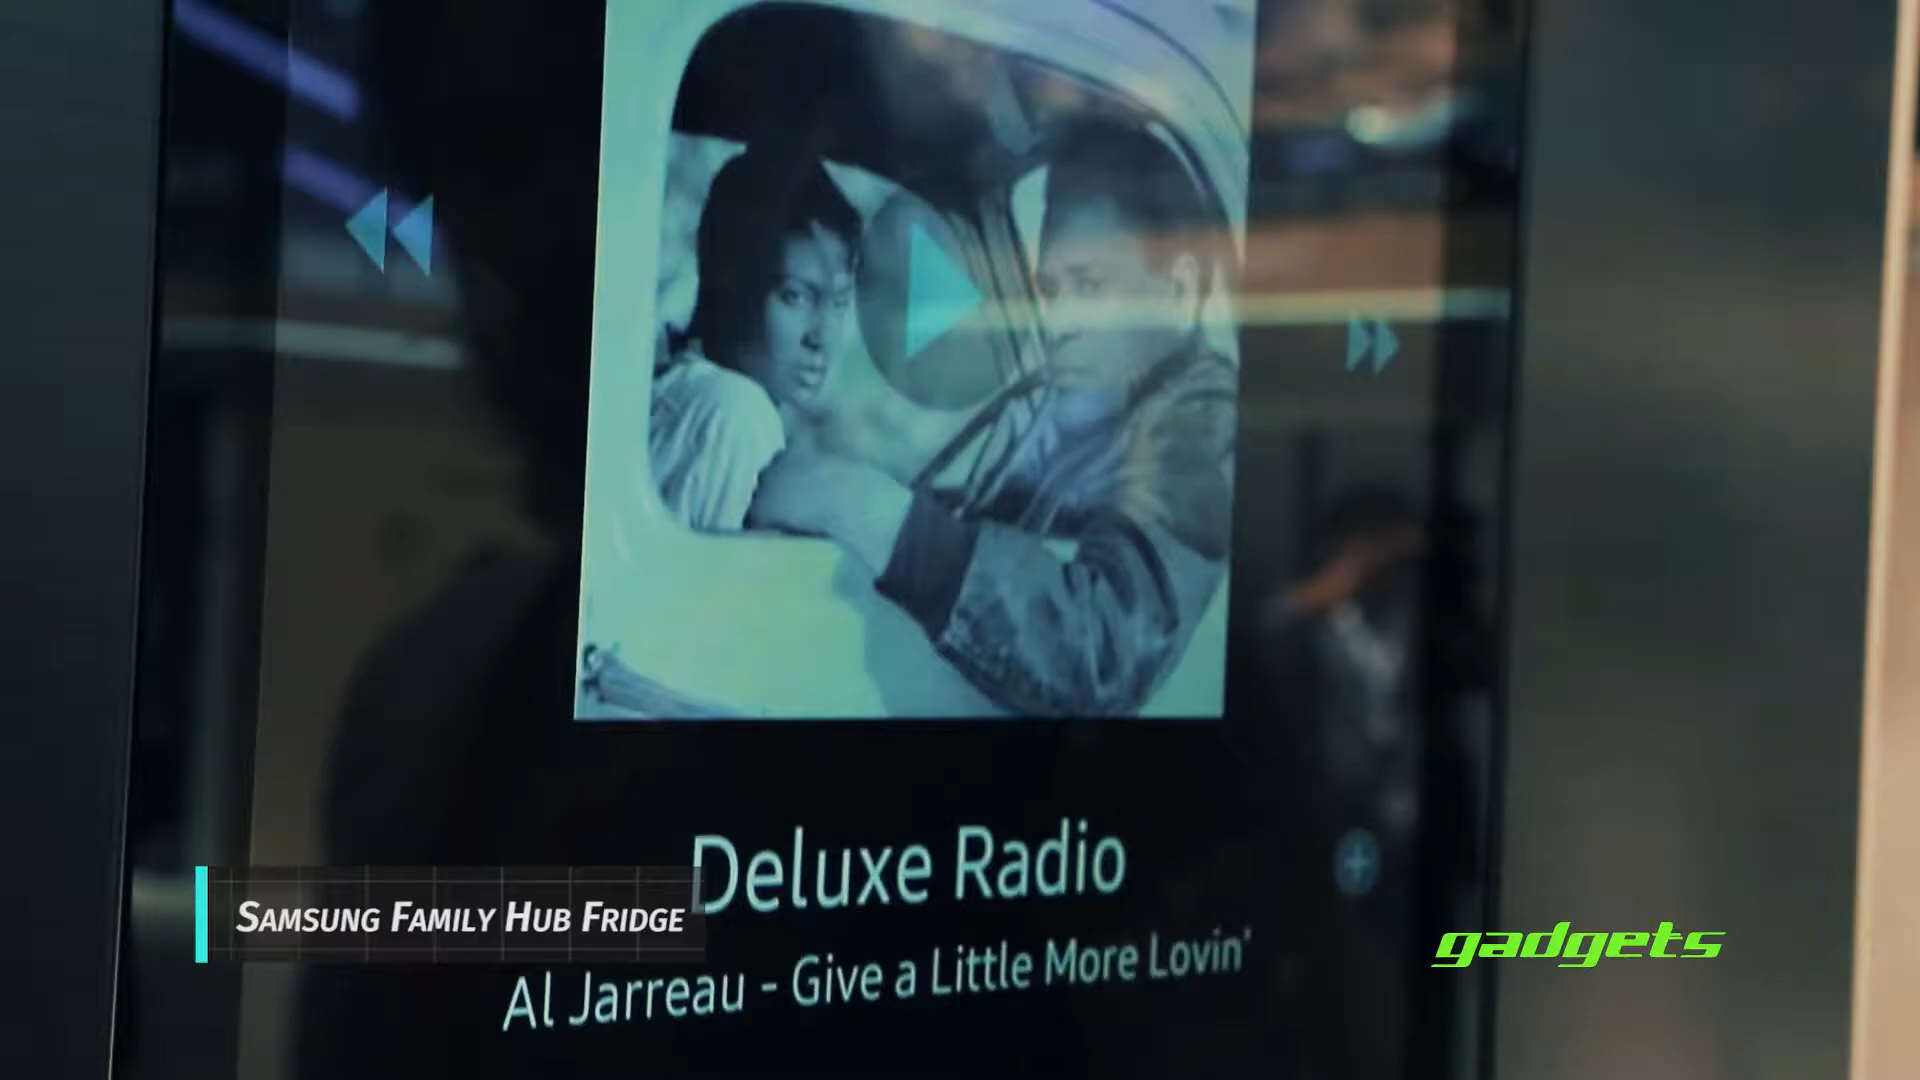 Deluxe Radio
SAMSUNG FAMILY HUB FRIDGE
gadgets
Al Jarreau - Give a Little More Lovin'